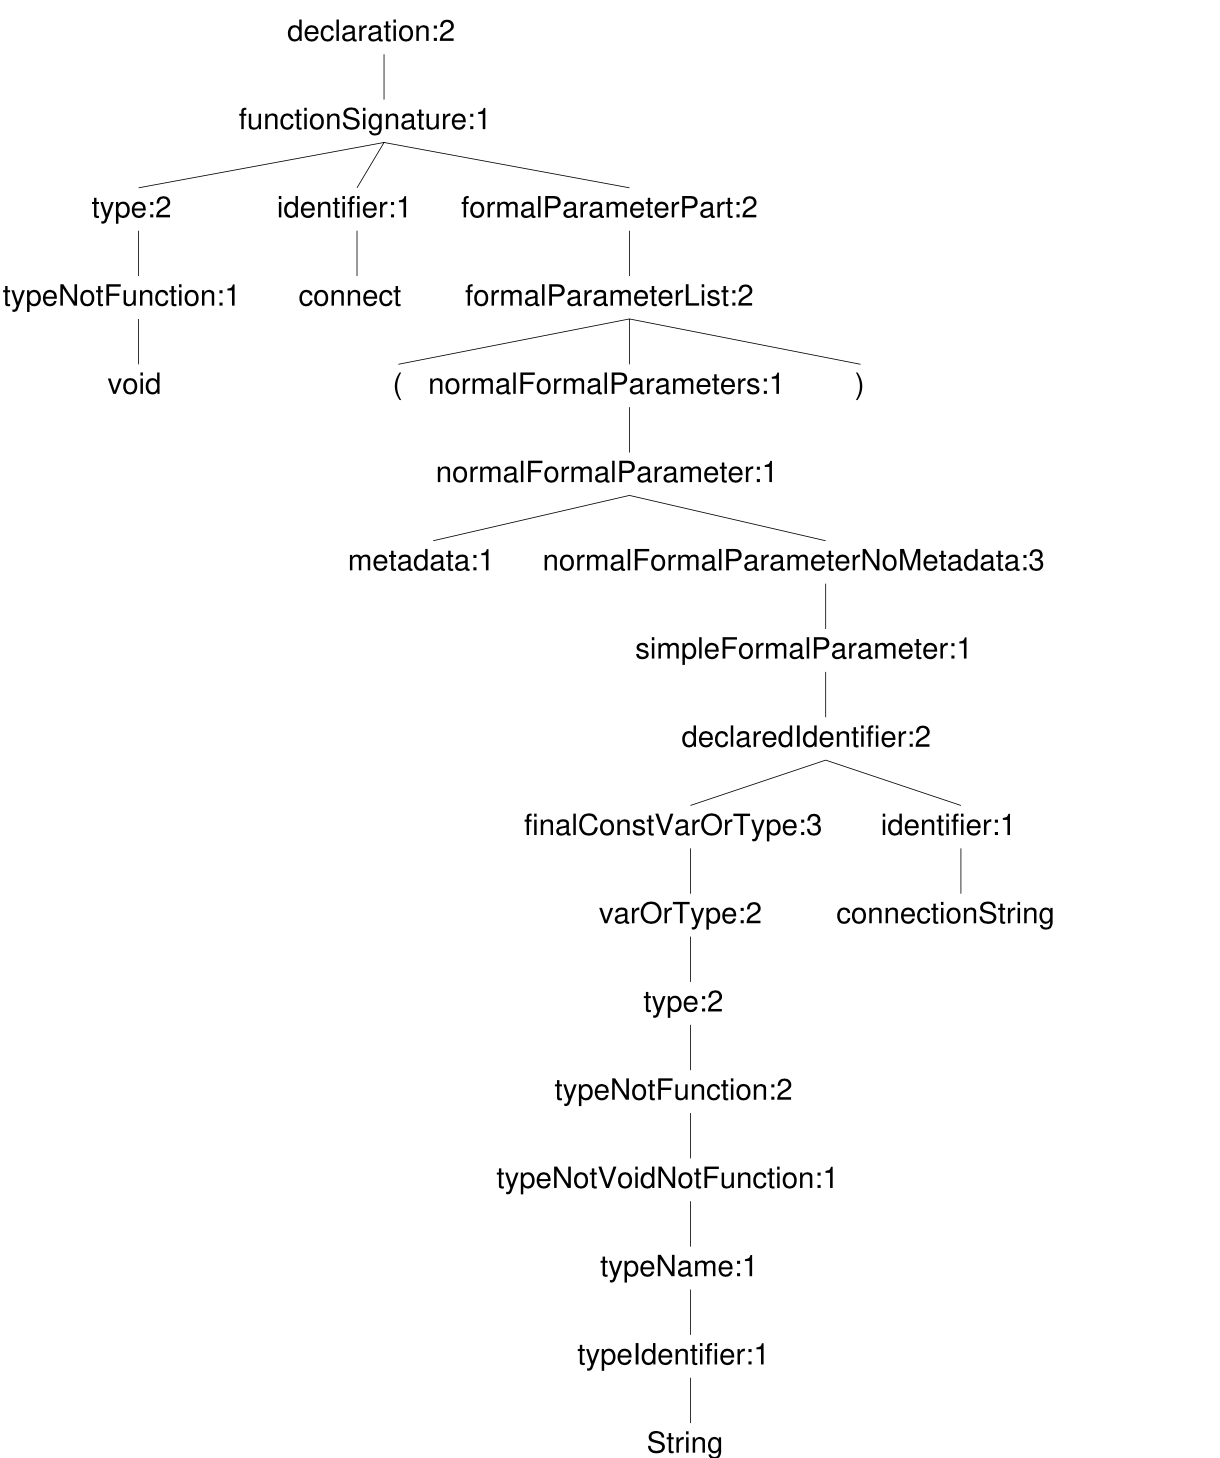 declaration:2
functionSignature:1
type:2 identifier:1 formalParameterPart:2
typeNotFunction:1 connect formalParameterList:2
void ( normalFormalParameters:1 )
normalFormalParameter:1
metadata:1 normalFormalParameterNoMetadata:3
simpleFormalParameter:1
declaredIdentifier:2
finalConstVarOrType:3 identifier:1
varOrType:2 connectionString
type:2
typeNotFunction:2
typeNotVoidNotFunction:1
typeName:1
typeIdentifier:1
String